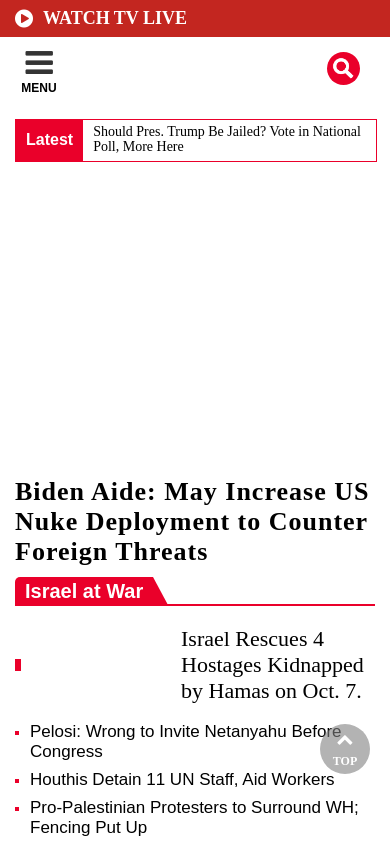 WATCH TV LIVE
MENU
Latest
Should Pres. Trump Be Jailed? Vote in National
Poll, More Here
Biden Aide: May Increase US
Nuke Deployment to Counter
Foreign Threats
Israel at War
Israel Rescues 4
Hostages Kidnapped
by Hamas on Oct. 7.
Pelosi: Wrong to Invite Netanyahu Before
Congress
TOP
Houthis Detain 11 UN Staff, Aid Workers
Pro-Palestinian Protesters to Surround WH;
Fencing Put Up